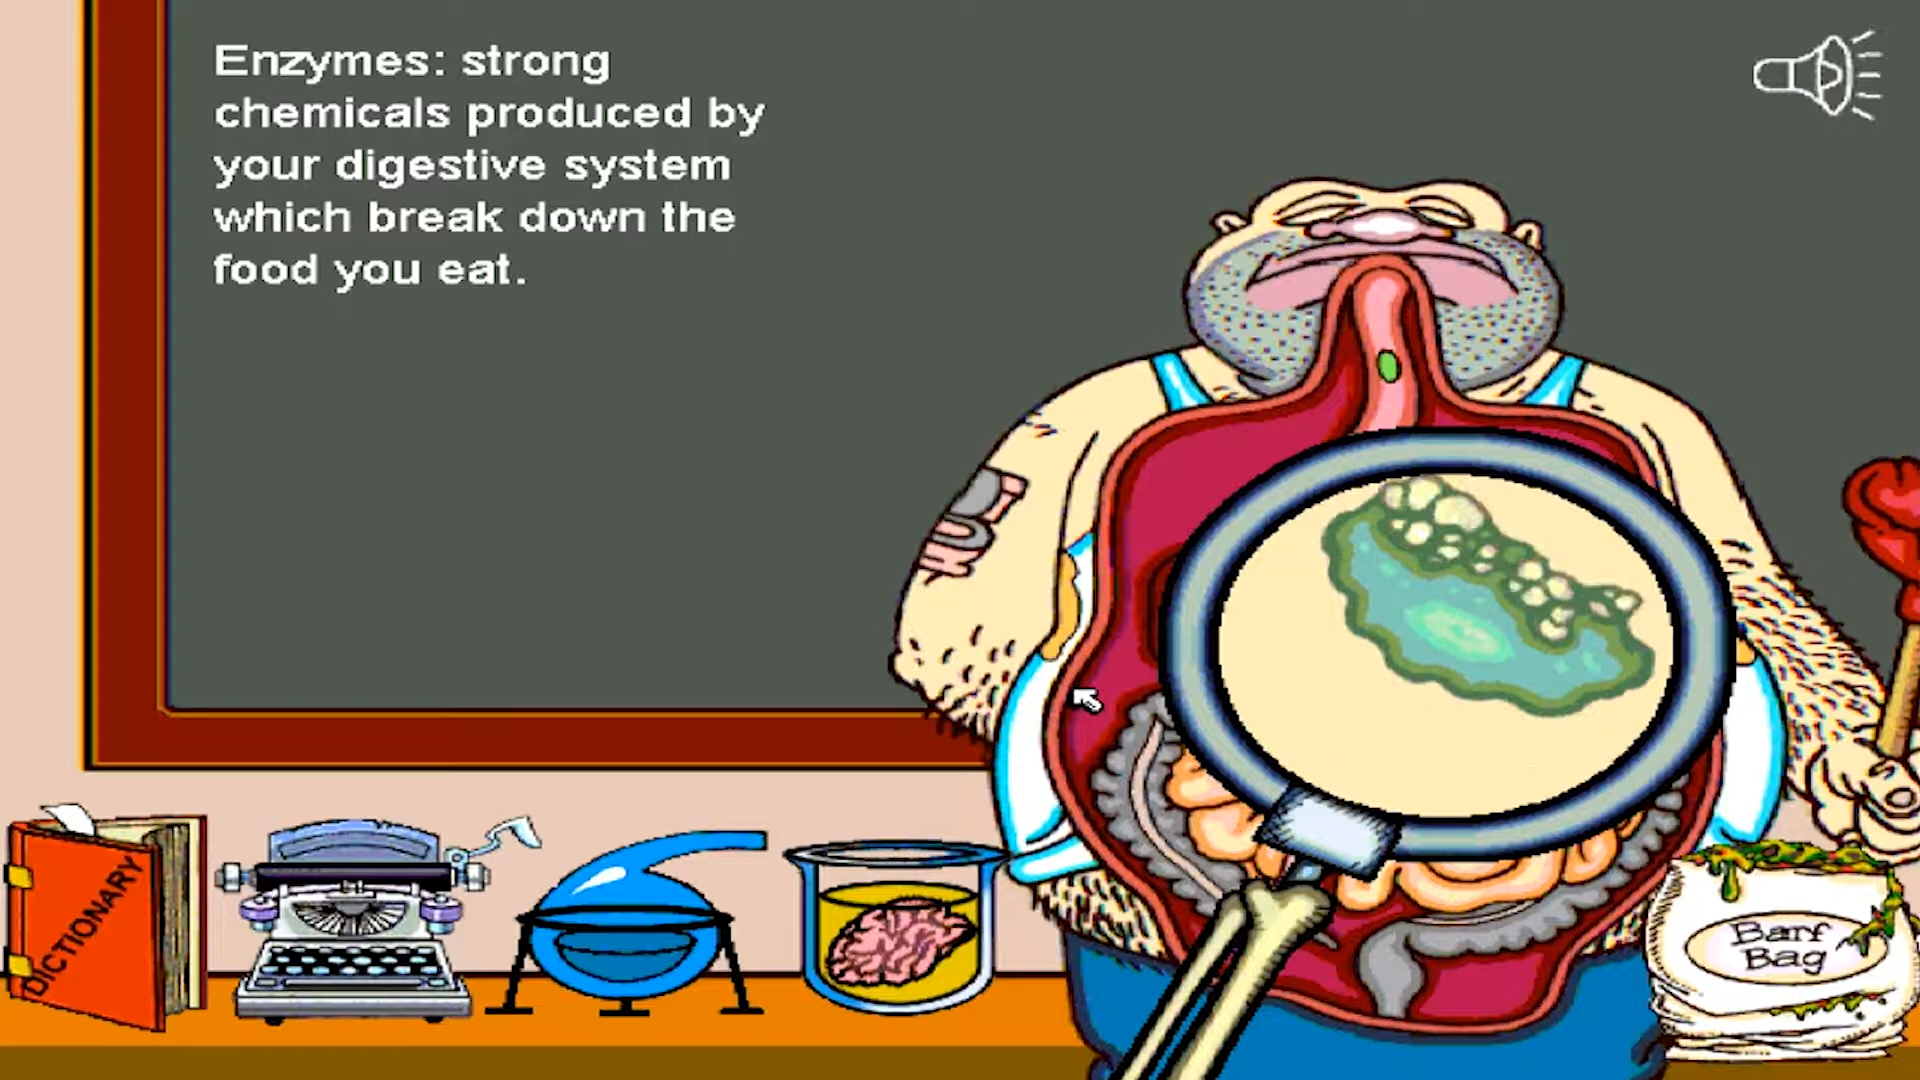 Enzymes: strong
chemicals produced by
your digestive system
which break down the
food you eat.
DICTIONARY
Barf
Bag